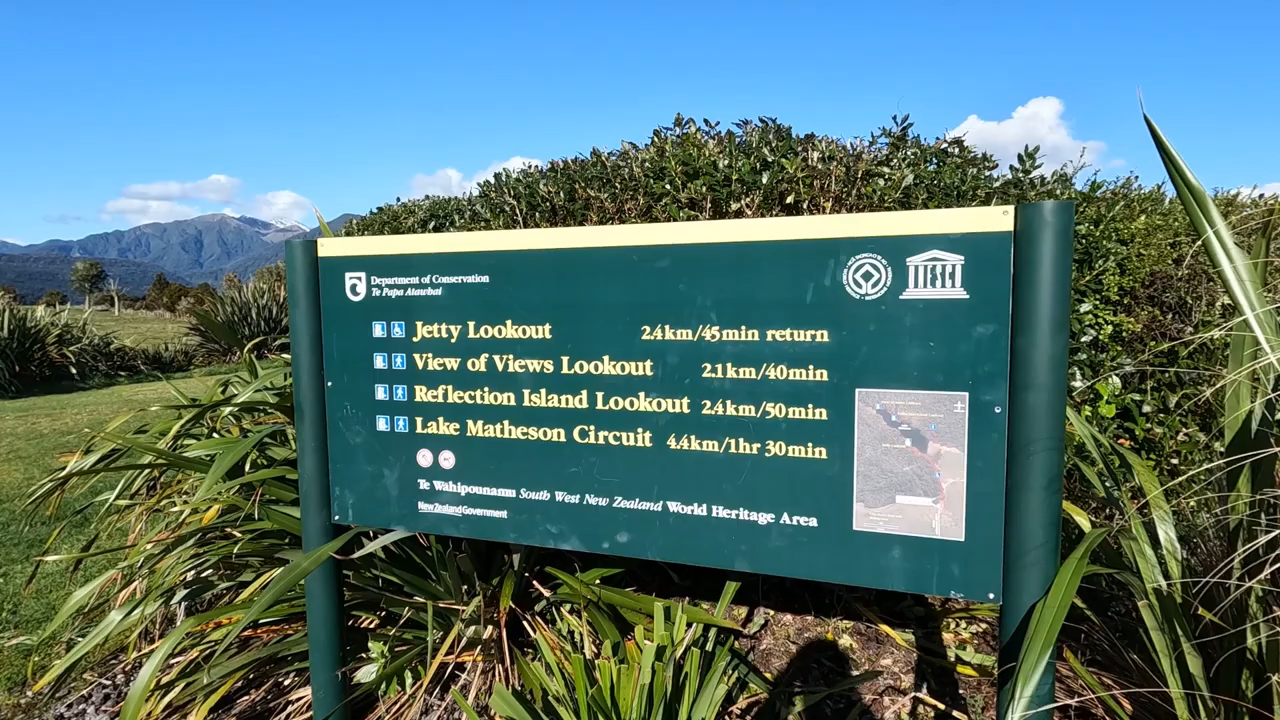 Department of Conservation
Te Papa Atawhai
UNESCO
Jetty Lookout 2.4km/45min return
View of Views Lookout 2.1km/40min
Reflection Island Lookout 2.4km/50min
Lake Matheson Circuit 4.4km/1hr 30min
Te Wahipounamu South West New Zealand World Heritage Area
New Zealand Government